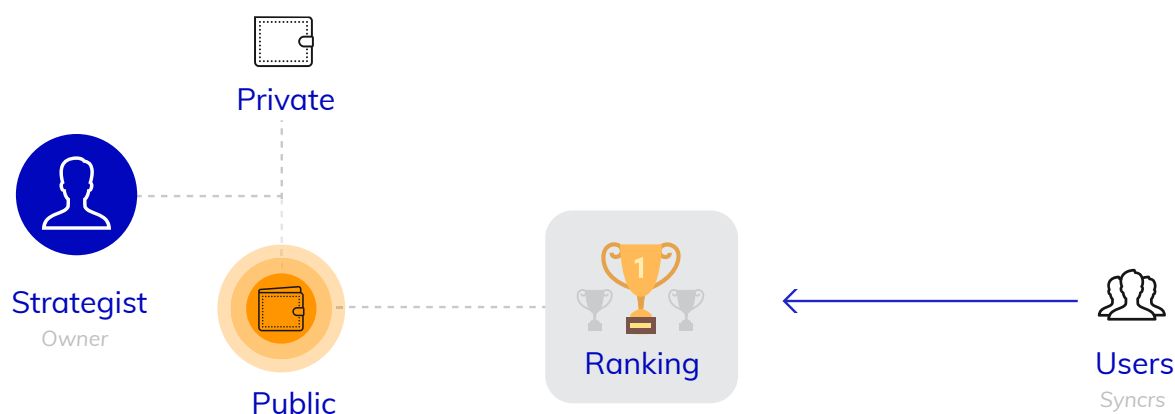 Private
Strategist
Owner
1
Ranking
Public
Users
Syncrs